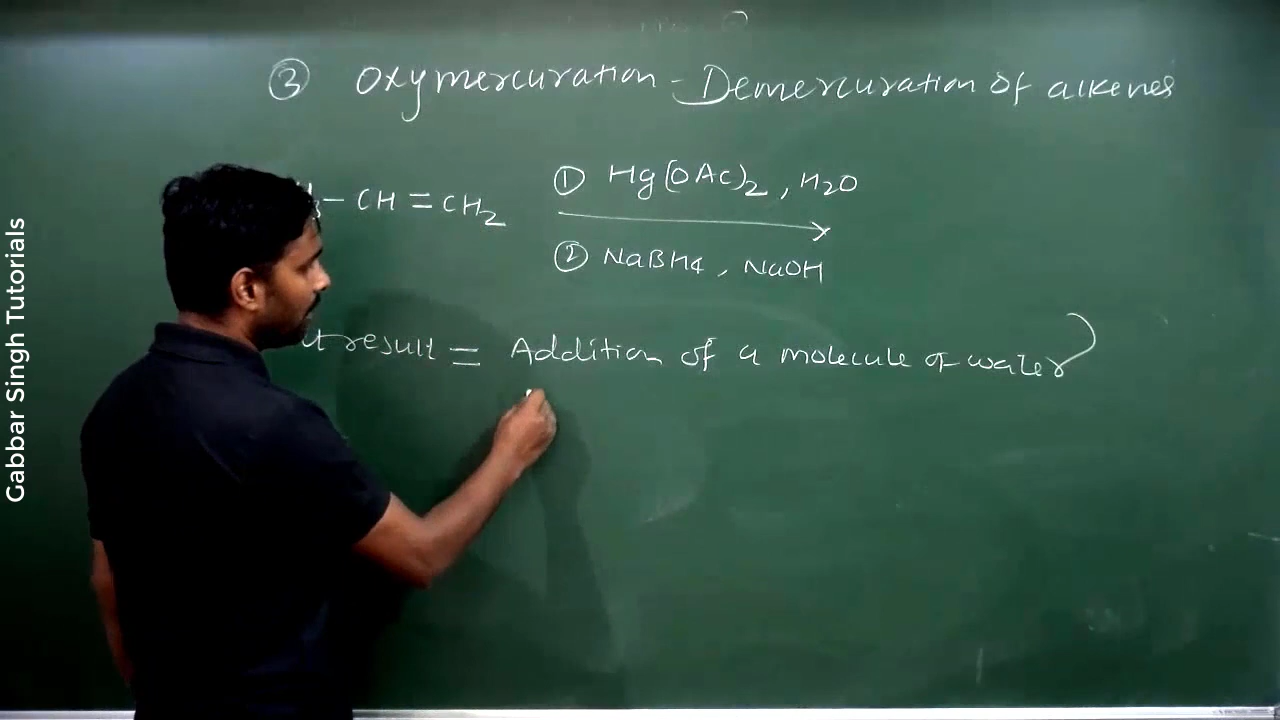 ② Oxymercuration - Demercuration of alkenes
- CH = CH₂
① Hg(OAc)₂, H₂O
② NaBH₄, NaOH
result = Addition of a molecule of water
Gabbar Singh Tutorials